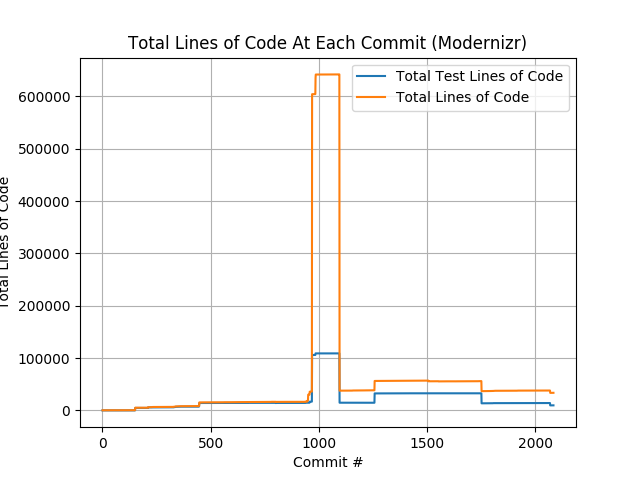 Total Lines of Code At Each Commit (Modernizr)
Total Test Lines of Code
Total Lines of Code
600000
500000
400000
300000
200000
100000
0
Total Lines of Code
0 500 1000 1500 2000
Commit #